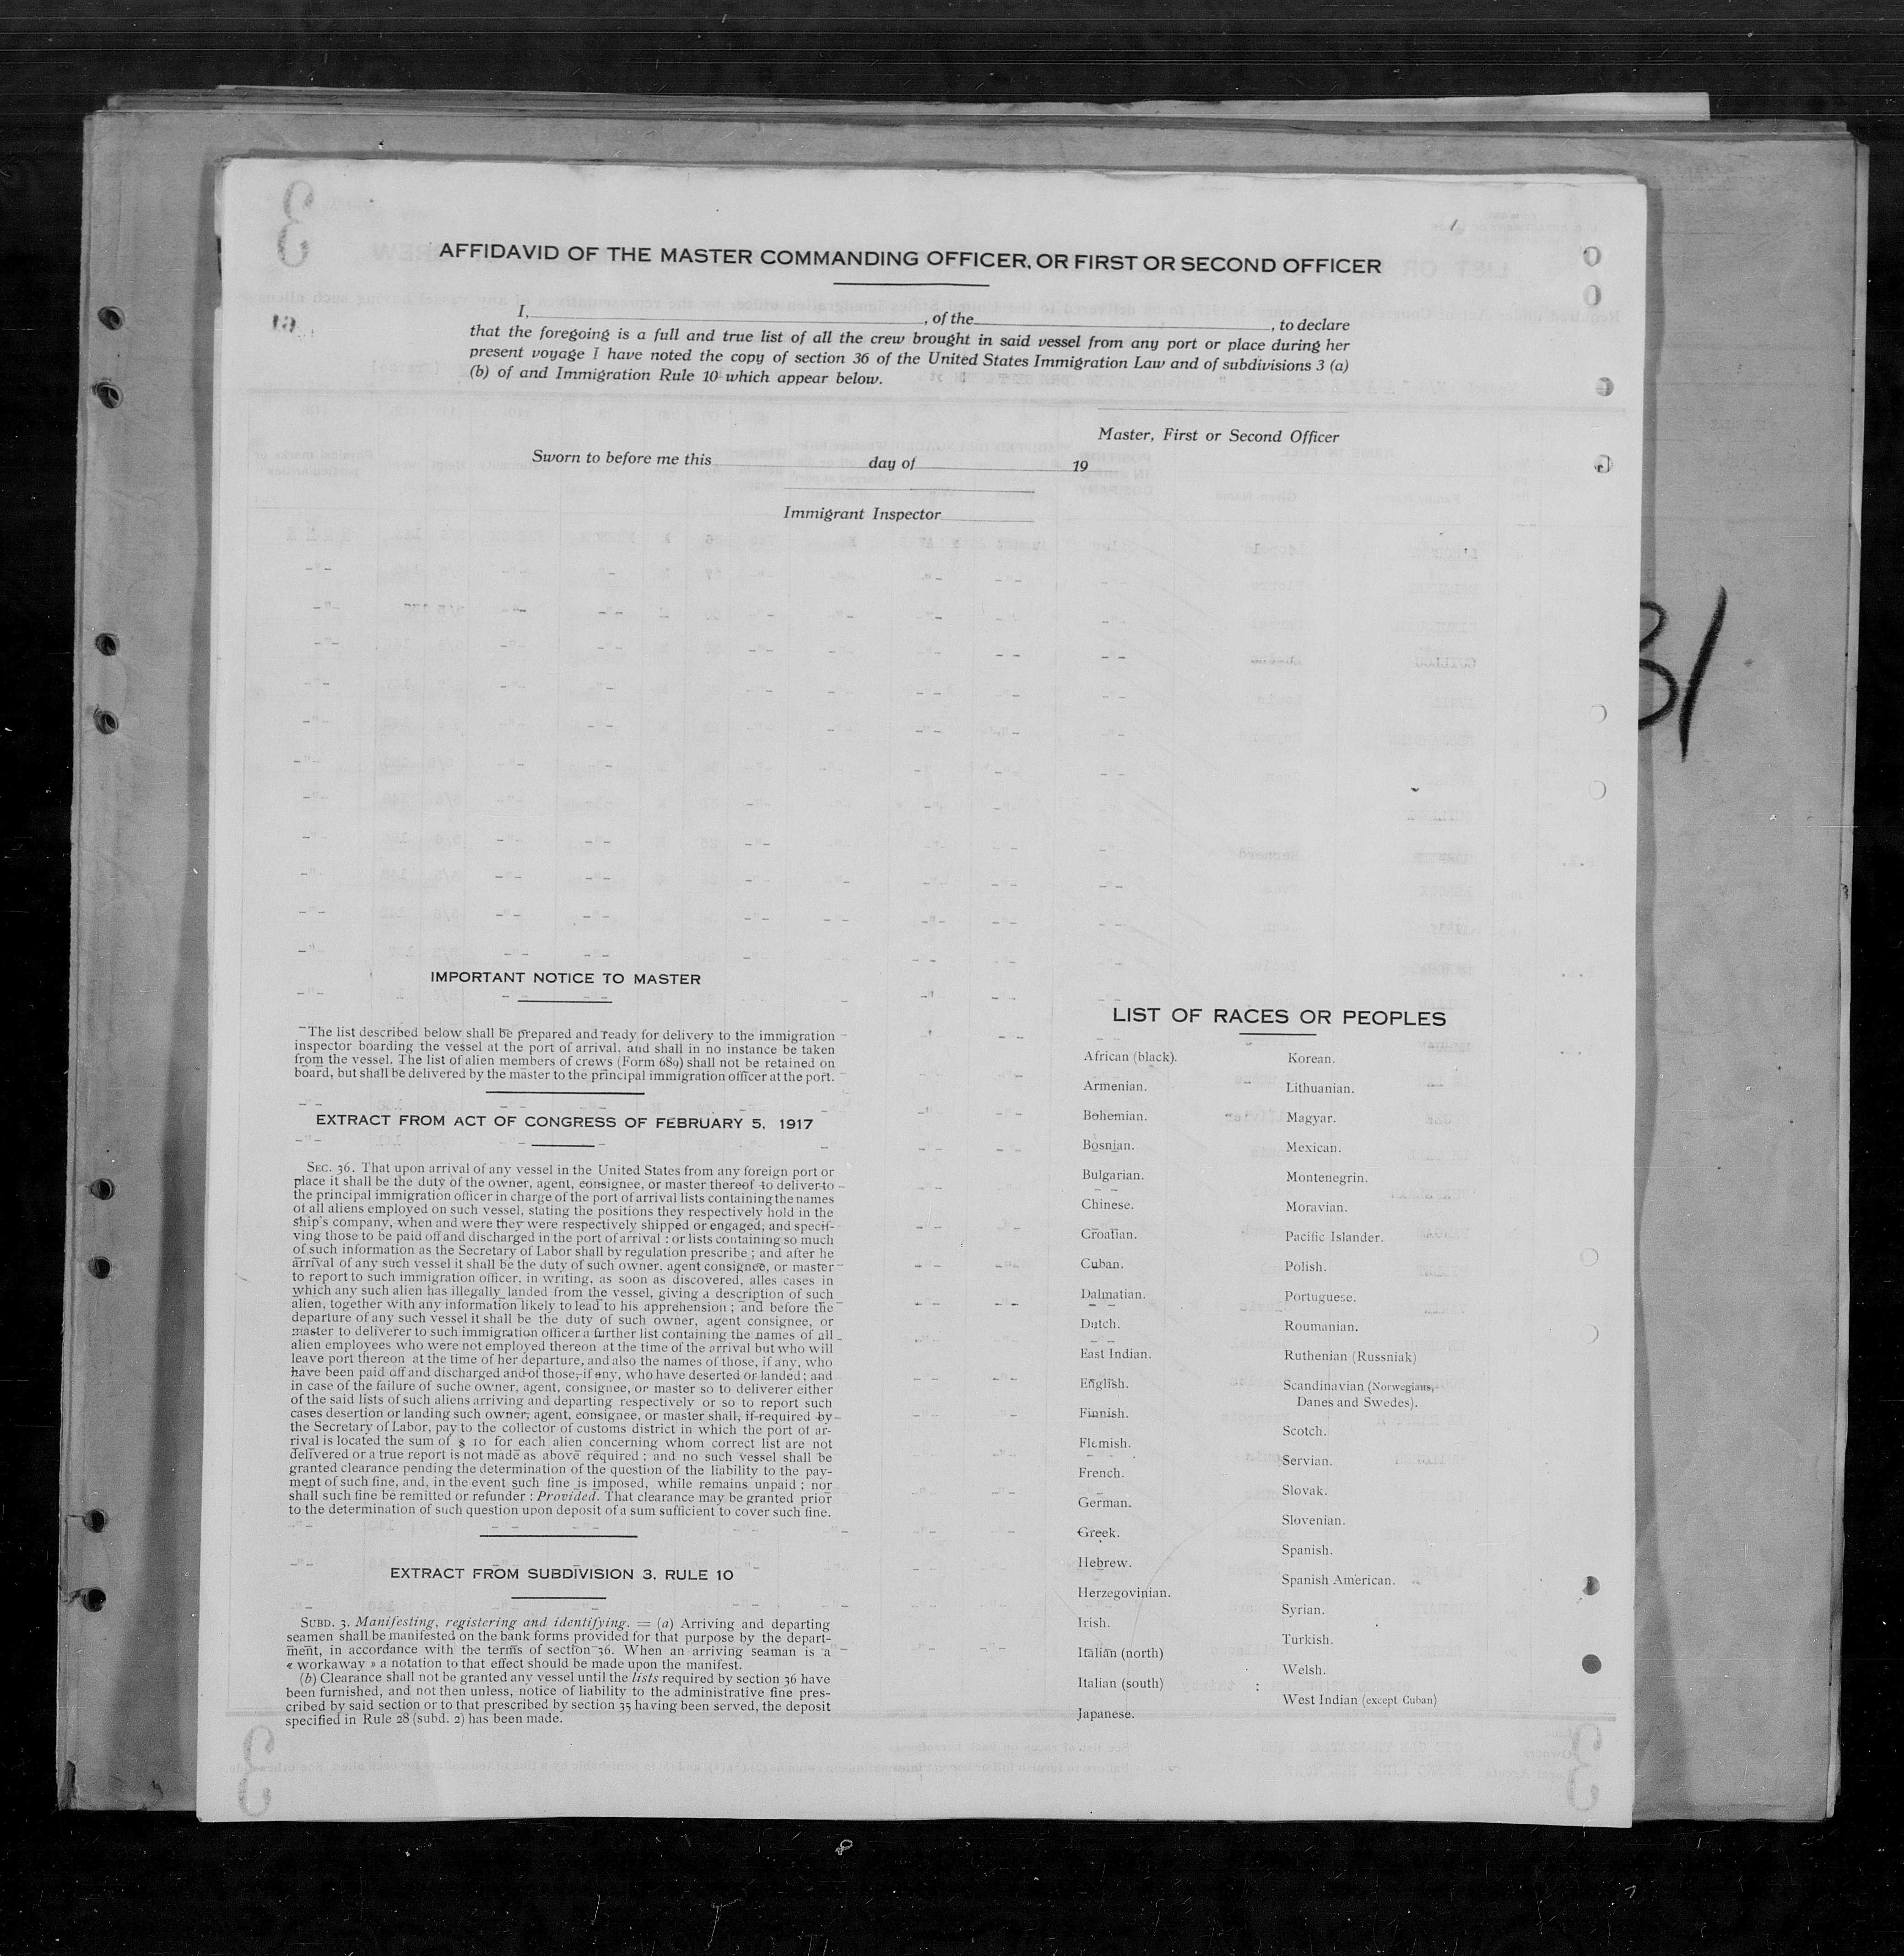 AFFIDAVID OF THE MASTER COMMANDING OFFICER, OR FIRST OR SECOND OFFICER
I, , of the , to declare
that the foregoing is a full and true list of all the crew brought in said vessel from any port or place during her
present voyage I have noted the copy of section 36 of the United States Immigration Law and of subdivisions 3 (a)
(b) of and Immigration Rule 10 which appear below.
Master, First or Second Officer
Sworn to before me this day of 19
Immigrant Inspector
31
IMPORTANT NOTICE TO MASTER
The list described below shall be prepared and ready for delivery to the immigration
inspector boarding the vessel at the port of arrival, and shall in no instance be taken
from the vessel. The list of alien members of crews (Form 689) shall not be retained on
board, but shall be delivered by the master to the principal immigration officer at the port.
EXTRACT FROM ACT OF CONGRESS OF FEBRUARY 5, 1917
SEC. 36. That upon arrival of any vessel in the United States from any foreign port or
place it shall be the duty of the owner, agent, consignee, or master thereof to deliver to
the principal immigration officer in charge of the port of arrival lists containing the names
of all aliens employed on such vessel, stating the positions they respectively hold in the
ship's company, when and were they were respectively shipped or engaged, and specif-
ving those to be paid off and discharged in the port of arrival : or lists containing so much
of such information as the Secretary of Labor shall by regulation prescribe ; and after he
arrival of any such vessel it shall be the duty of such owner, agent consignee, or master
to report to such immigration officer, in writing, as soon as discovered, alles cases in
which any such alien has illegally landed from the vessel, giving a description of such
alien, together with any information likely to lead to his apprehension ; and before the
departure of any such vessel it shall be the duty of such owner, agent consignee, or
master to deliverer to such immigration officer a further list containing the names of all
alien employees who were not employed thereon at the time of the arrival but who will
leave port thereon at the time of her departure, and also the names of those, if any, who
have been paid off and discharged and of those, if any, who have deserted or landed ; and
in case of the failure of suche owner, agent, consignee, or master so to deliverer either
of the said lists of such aliens arriving and departing respectively or so to report such
cases desertion or landing such owner, agent, consignee, or master shall, if required by
the Secretary of Labor, pay to the collector of customs district in which the port of ar-
rival is located the sum of $ 10 for each alien concerning whom correct list are not
delivered or a true report is not made as above required ; and no such vessel shall be
granted clearance pending the determination of the question of the liability to the pay-
ment of such fine, and, in the event such fine is imposed, while remains unpaid ; nor
shall such fine be remitted or refunder : Provided. That clearance may be granted prior
to the determination of such question upon deposit of a sum sufficient to cover such fine.
EXTRACT FROM SUBDIVISION 3, RULE 10
SUBD. 3. Manifesting, registering and identifying. = (a) Arriving and departing
seamen shall be manifested on the bank forms provided for that purpose by the depart-
ment, in accordance with the terms of section 36. When an arriving seaman is a
« workaway » a notation to that effect should be made upon the manifest.
(b) Clearance shall not be granted any vessel until the lists required by section 36 have
been furnished, and not then unless, notice of liability to the administrative fine pres-
cribed by said section or to that prescribed by section 35 having been served, the deposit
specified in Rule 28 (subd. 2) has been made.
LIST OF RACES OR PEOPLES
African (black).
Armenian.
Bohemian.
Bosnian.
Bulgarian.
Chinese.
Croatian.
Cuban.
Dalmatian.
Dutch.
East Indian.
English.
Finnish.
Flemish.
French.
German.
Greek.
Hebrew.
Herzegovinian.
Irish.
Italian (north)
Italian (south)
Japanese.
Korean.
Lithuanian.
Magyar.
Mexican.
Montenegrin.
Moravian.
Pacific Islander.
Polish.
Portuguese.
Roumanian.
Ruthenian (Russniak)
Scandinavian (Norwegians,
Danes and Swedes).
Scotch.
Servian.
Slovak.
Slovenian.
Spanish.
Spanish American.
Syrian.
Turkish.
Welsh.
West Indian (except Cuban)